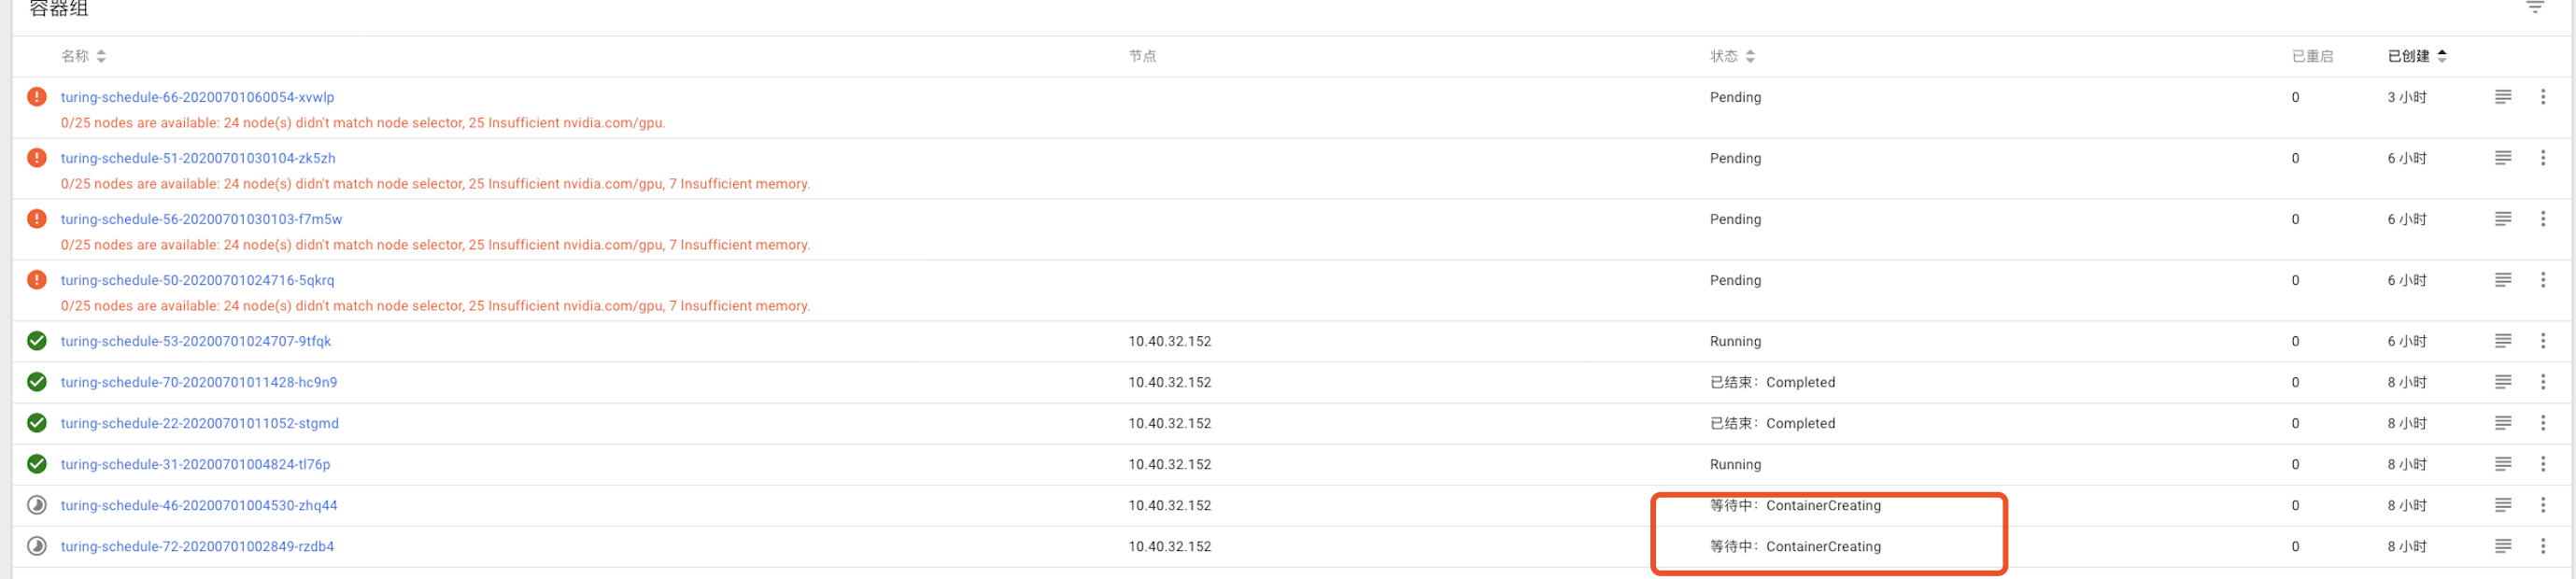 容器组
名称 节点 状态 已重启 已创建
turing-schedule-66-20200701060054-xvwlp Pending 0 3 小时
0/25 nodes are available: 24 node(s) didn't match node selector, 25 Insufficient nvidia.com/gpu.
turing-schedule-51-20200701030104-zk5zh Pending 0 6 小时
0/25 nodes are available: 24 node(s) didn't match node selector, 25 Insufficient nvidia.com/gpu, 7 Insufficient memory.
turing-schedule-56-20200701030103-f7m5w Pending 0 6 小时
0/25 nodes are available: 24 node(s) didn't match node selector, 25 Insufficient nvidia.com/gpu, 7 Insufficient memory.
turing-schedule-50-20200701024716-5qkrq Pending 0 6 小时
0/25 nodes are available: 24 node(s) didn't match node selector, 25 Insufficient nvidia.com/gpu, 7 Insufficient memory.
turing-schedule-53-20200701024707-9tfqk 10.40.32.152 Running 0 6 小时
turing-schedule-70-20200701011428-hc9n9 10.40.32.152 已结束：Completed 0 8 小时
turing-schedule-22-20200701011052-stgmd 10.40.32.152 已结束：Completed 0 8 小时
turing-schedule-31-20200701004824-tl76p 10.40.32.152 Running 0 8 小时
turing-schedule-46-20200701004530-zhq44 10.40.32.152 等待中：ContainerCreating 0 8 小时
turing-schedule-72-20200701002849-rzdb4 10.40.32.152 等待中：ContainerCreating 0 8 小时